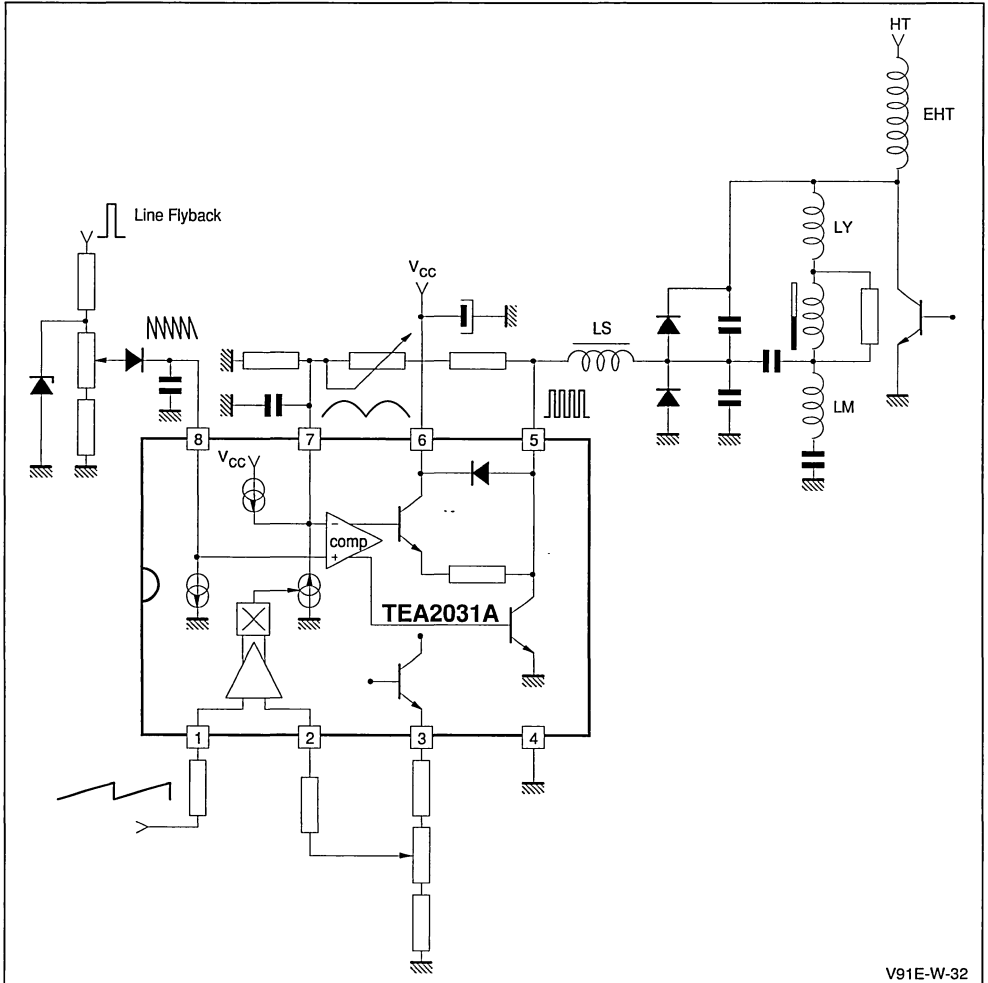 HT
EHT
Line Flyback
LY
VCC
LS
LM
8
7
6
5
VCC
−
comp
+
TEA2031A
1
2
3
4
V91E-W-32